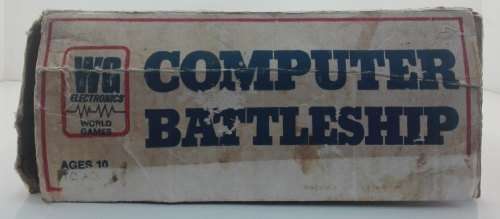 WG
ELECTRONICS
WORLD
GAMES
COMPUTER
BATTLESHIP
AGES 10